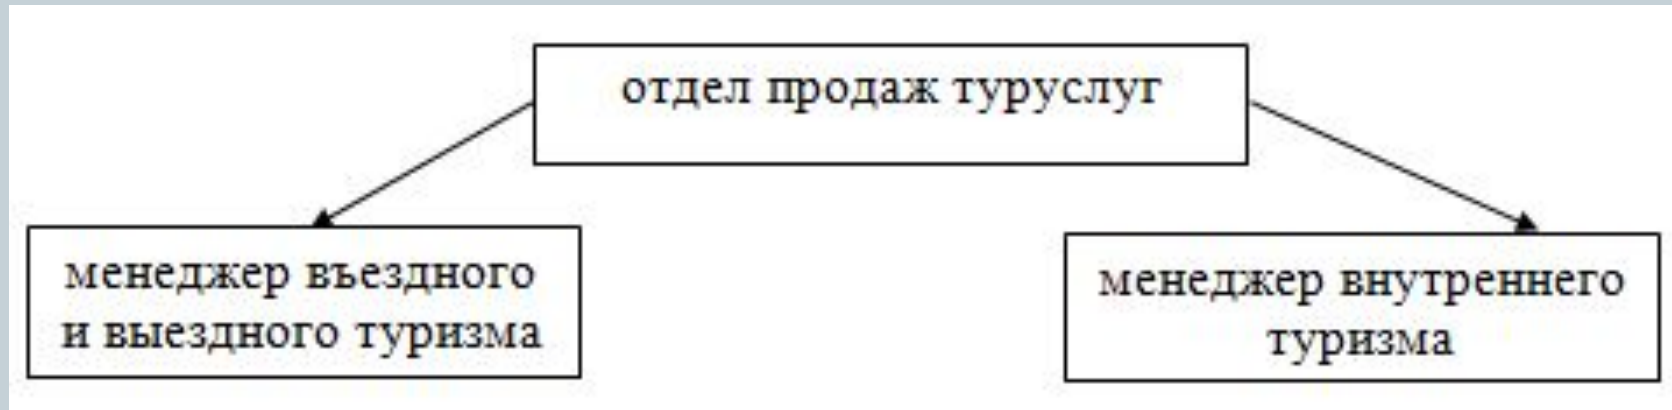 отдел продаж туруслуг
менеджер въездного
и выездного туризма
менеджер внутреннего
туризма